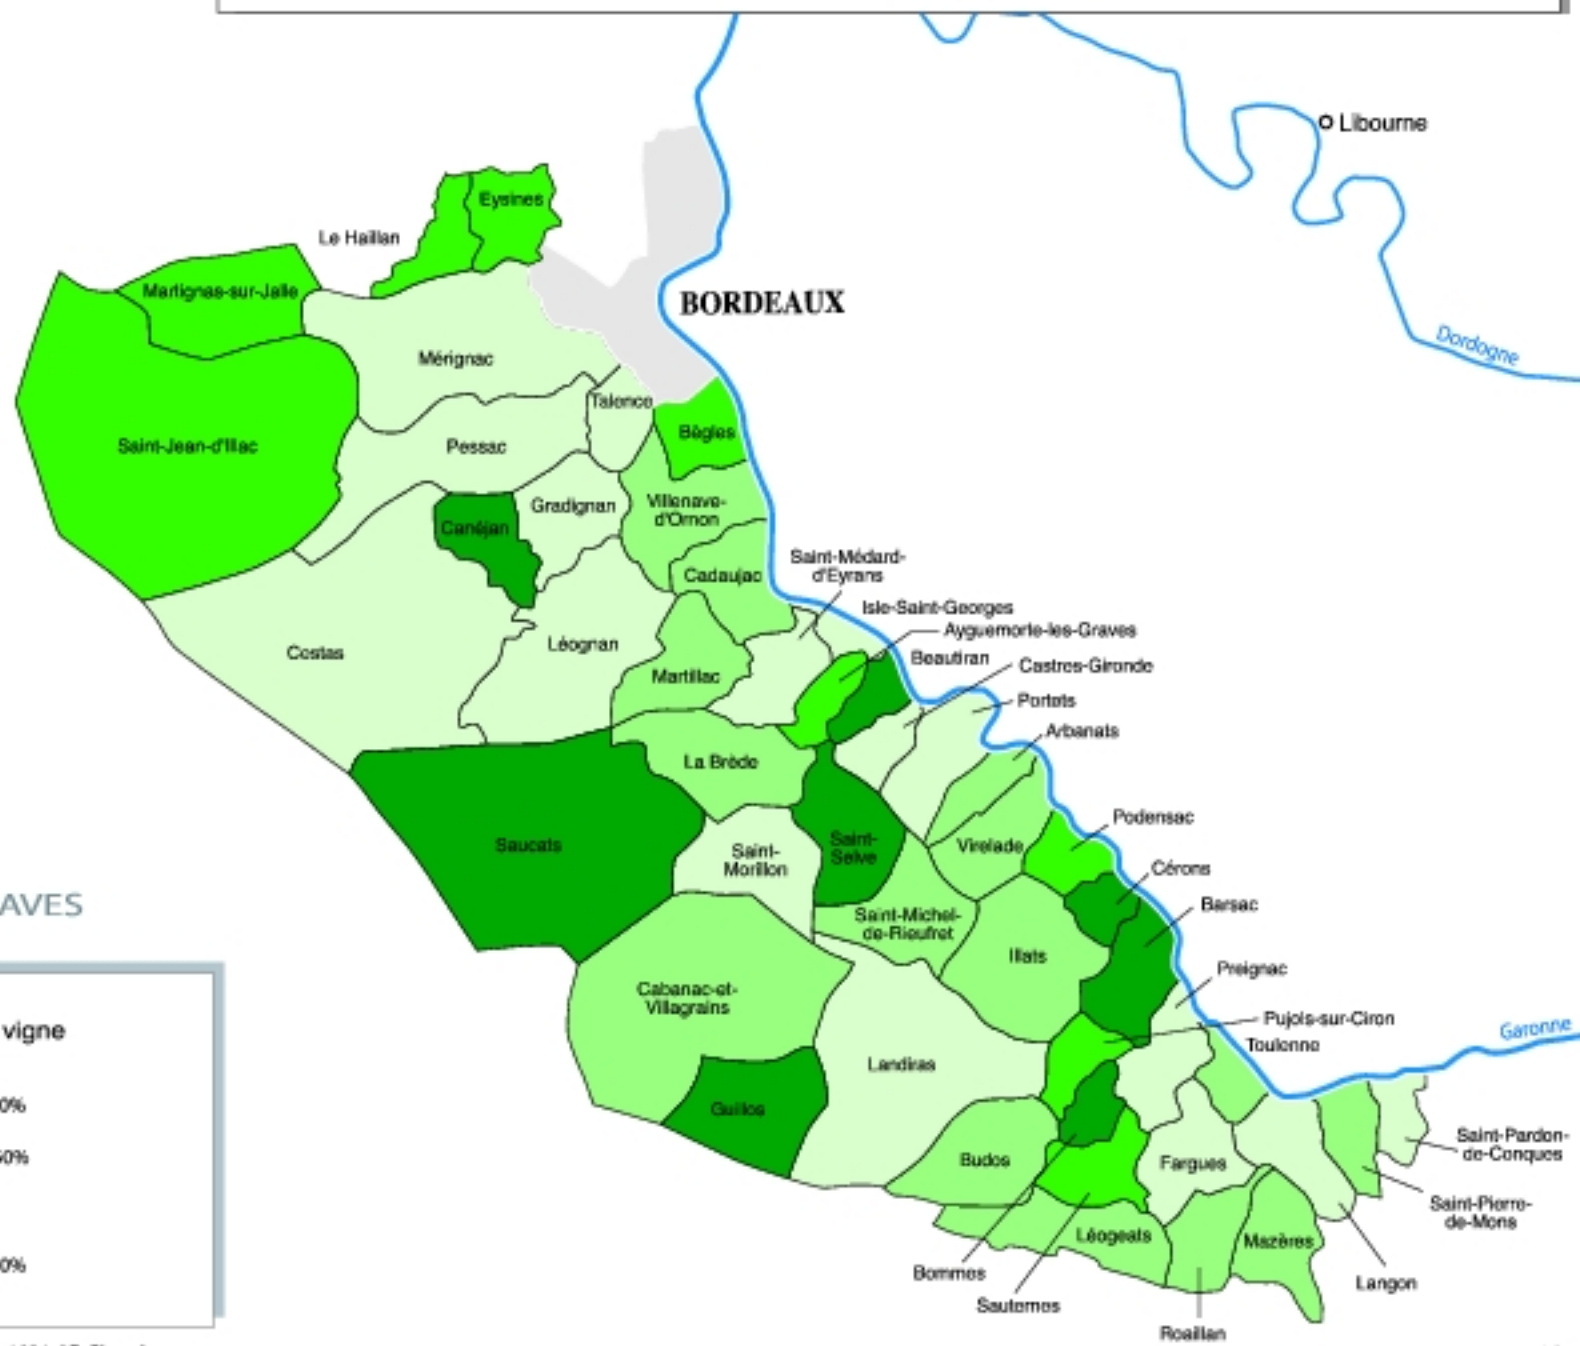 Libourne
Eysines
Le Haillan
Martignas-sur-Jalle
BORDEAUX
Dordogne
Mérignac
Talence
Bègles
Saint-Jean-d'Illac
Pessac
Gradignan
Villenave-
d'Ornon
Canéjan
Cadaujac
Saint-Médard-
d'Eyrans
Isle-Saint-Georges
Ayguemorte-les-Graves
Beautiran
Castres-Gironde
Cestas
Léognan
Martillac
Portets
Arbanats
La Brède
Podensac
Saucats
Saint-
Selve
Virelade
Saint-
Morillon
Cérons
Barsac
AVES
Saint-Michel-
de-Rieufret
Illats
Preignac
Cabanac-et-
Villagrains
vigne
Pujols-sur-Ciron
Garonne
Toulenne
Landiras
0%
Guillos
Saint-Pardon-
de-Conques
0%
Budos
Fargues
Saint-Pierre-
de-Mons
Léogeats
Mazères
0%
Bommes
Langon
Sauternes
Roaillan